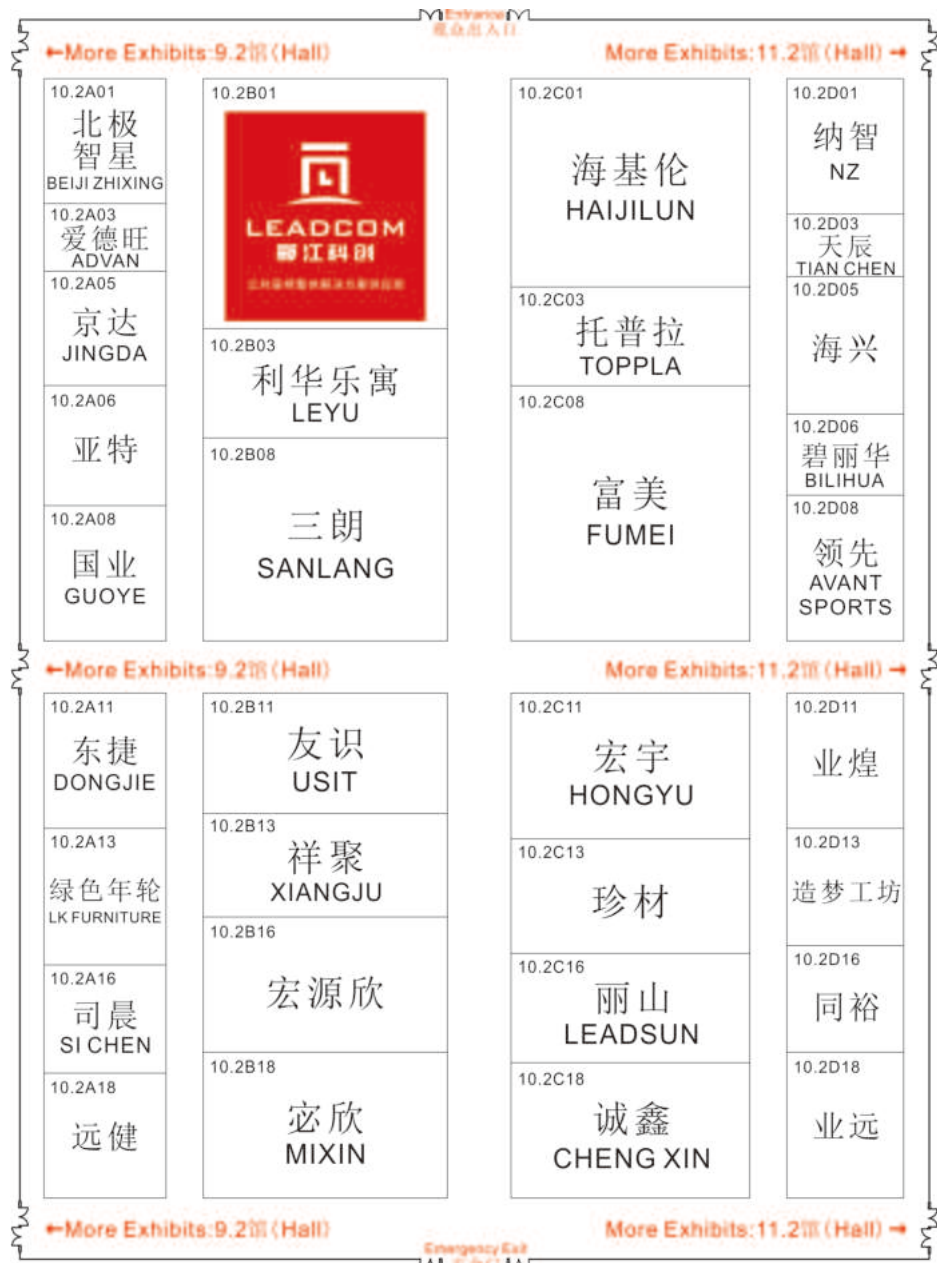 Entrance
观众出入口
←More Exhibits:9.2馆(Hall)
More Exhibits:11.2馆(Hall)→
10.2A01
北极
智星
BEIJI ZHIXING
10.2A03
爱德旺
ADVAN
10.2A05
京达
JINGDA
10.2A06
亚特
10.2A08
国业
GUOYE
10.2B01
LEADCOM
丽江科创
10.2B03
利华乐寓
LEYU
10.2B08
三朗
SANLANG
10.2C01
海基伦
HAIJILUN
10.2C03
托普拉
TOPPLA
10.2C08
富美
FUMEI
10.2D01
纳智
NZ
10.2D03
天辰
TIAN CHEN
10.2D05
海兴
10.2D06
碧丽华
BILIHUA
10.2D08
领先
AVANT
SPORTS
←More Exhibits:9.2馆(Hall)
More Exhibits:11.2馆(Hall)→
10.2A11
东捷
DONGJIE
10.2A13
绿色年轮
LK FURNITURE
10.2A16
司晨
SI CHEN
10.2A18
远健
10.2B11
友识
USIT
10.2B13
祥聚
XIANGJU
10.2B16
宏源欣
10.2B18
宓欣
MIXIN
10.2C11
宏宇
HONGYU
10.2C13
珍材
10.2C16
丽山
LEADSUN
10.2C18
诚鑫
CHENG XIN
10.2D11
业煌
10.2D13
造梦工坊
10.2D16
同裕
10.2D18
业远
←More Exhibits:9.2馆(Hall)
More Exhibits:11.2馆(Hall)→
Emergency Exit